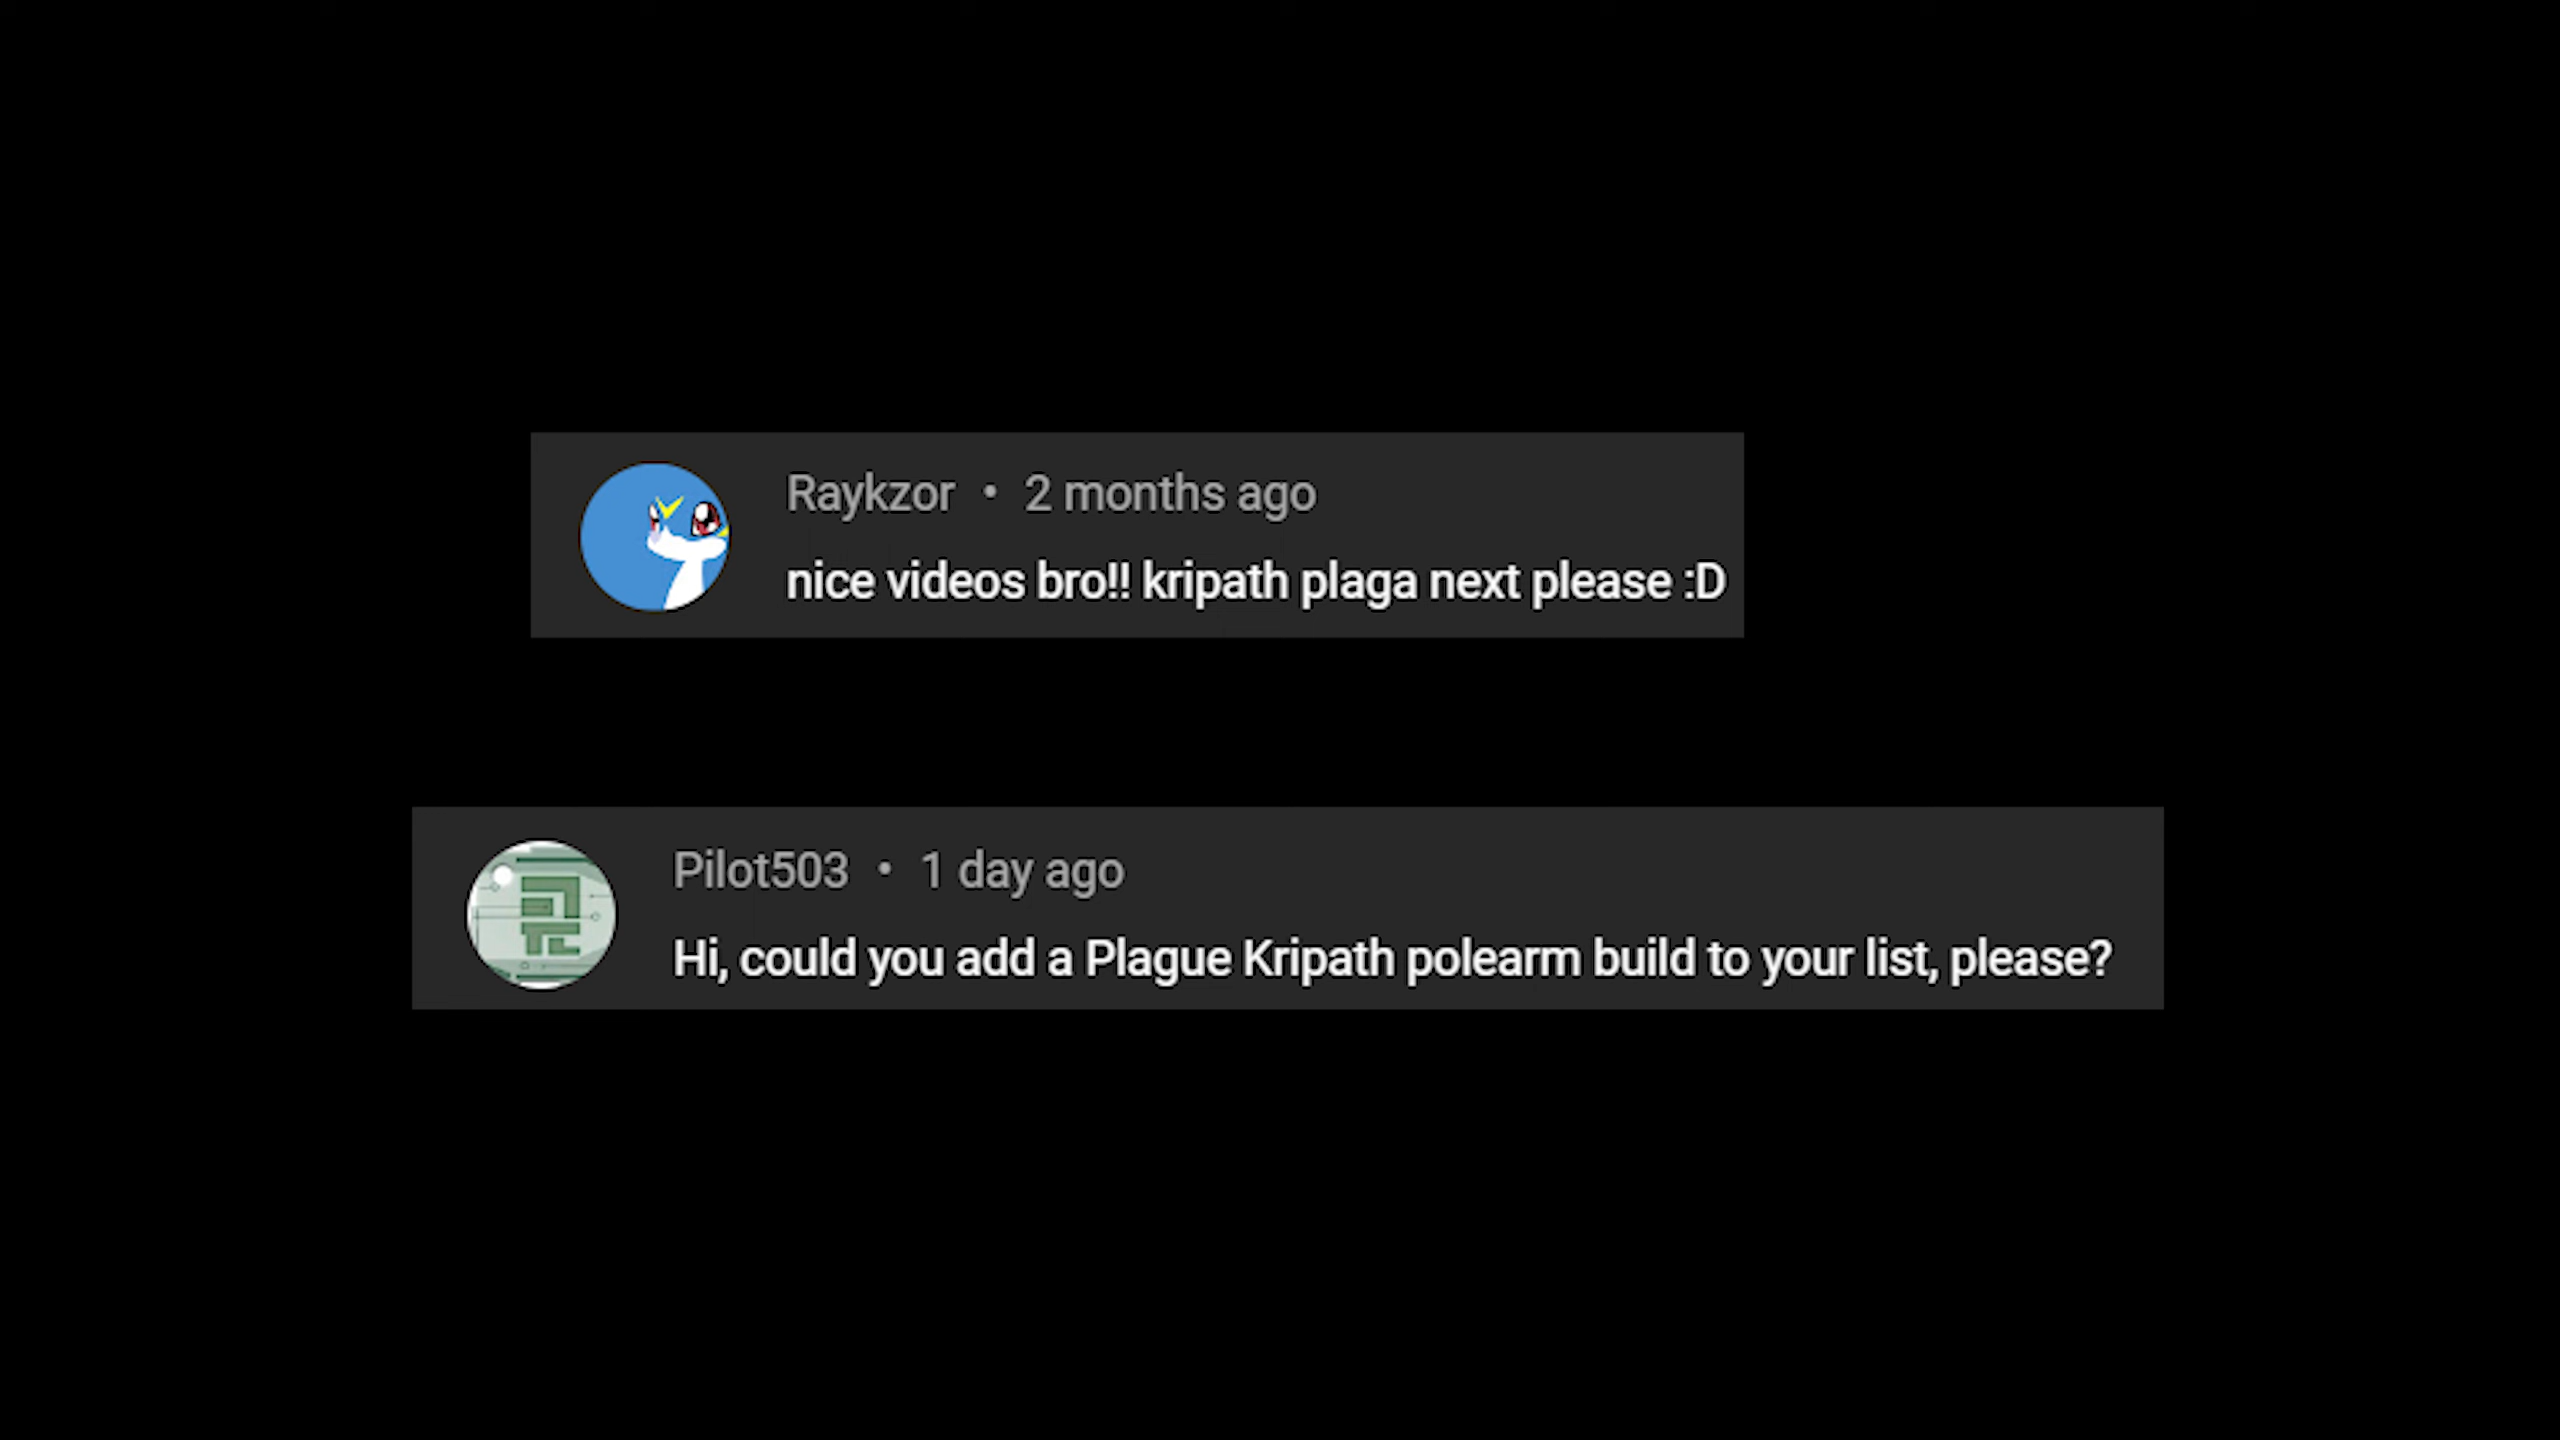 Raykzor • 2 months ago
nice videos bro!! kripath plaga next please :D
Pilot503 • 1 day ago
Hi, could you add a Plague Kripath polearm build to your list, please?